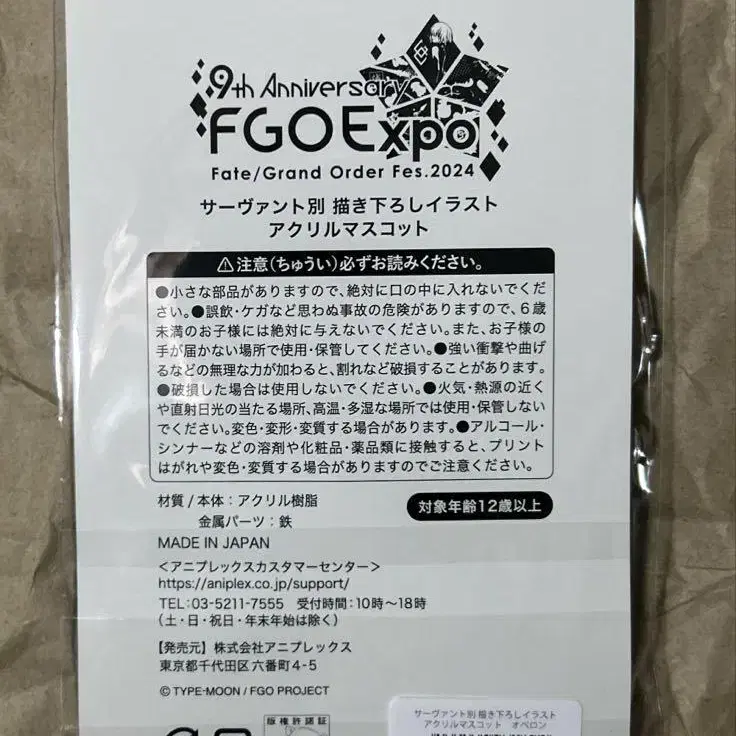 9th Anniversary
FGO Expo
Fate/Grand Order Fes.2024
サーヴァント別 描き下ろしイラスト
アクリルマスコット
⚠注意(ちゅうい)必ずお読みください。
●小さな部品がありますので、絶対に口の中に入れないでくだ
さい。●誤飲・ケガなど思わぬ事故の危険がありますので、6歳
未満のお子様には絶対に与えないでください。また、お子様の
手が届かない場所で使用・保管してください。●強い衝撃や曲げ
るなどの無理な力が加わると、割れなど破損することがあります。
●破損した場合は使用しないでください。●火気・熱源の近く
や直射日光の当たる場所、高温・多湿な場所では使用・保管しない
でください。変色・変形・変質する場合があります。●アルコール・
シンナーなどの溶剤や化粧品・薬品類に接触すると、プリント
はがれや変色・変質する場合がありますのでご注意ください。
材質/本体:アクリル樹脂
金属パーツ:鉄
対象年齢12歳以上
MADE IN JAPAN
<アニプレックスカスタマーセンター>
https://aniplex.co.jp/support/
TEL:03-5211-7555 受付時間:10時~18時
(土・日・祝日・年末年始は除く)
【発売元】株式会社アニプレックス
東京都千代田区六番町4-5
©TYPE-MOON / FGO PROJECT
版権許諾証
サーヴァント別 描き下ろしイラスト
アクリルマスコット オベロン